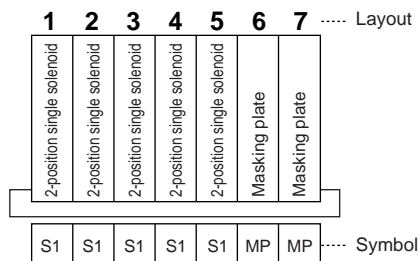 1 2 3 4 5 6 7 Layout
2-position single solenoid
2-position single solenoid
2-position single solenoid
2-position single solenoid
2-position single solenoid
Masking plate
Masking plate
S1 S1 S1 S1 S1 MP MP Symbol